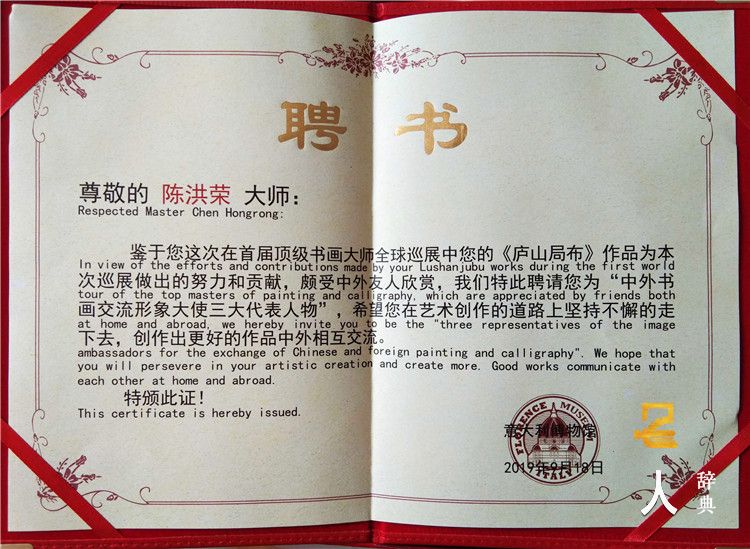 聘书
尊敬的 陈洪荣 大师：
Respected Master Chen Hongrong:
鉴于您这次在首届顶级书画大师全球巡展中您的《庐山局布》作品为本
In view of the efforts and contributions made by your Lushanjubu works during the first world
次巡展做出的努力和贡献，颇受中外友人欣赏，我们特此聘请您为“中外书
tour of the top masters of painting and calligraphy, which are appreciated by friends both
画交流形象大使三大代表人物”，希望您在艺术创作的道路上坚持不懈的走
at home and abroad, we hereby invite you to be the "three representatives of the image
下去，创作出更好的作品中外相互交流。
ambassadors for the exchange of Chinese and foreign painting and calligraphy". We hope that
you will persevere in your artistic creation and create more. Good works communicate with
each other at home and abroad.
特颁此证！
This certificate is hereby issued.
意大利博物馆
2019年9月18日
FLORENCE MUSEUM
ITALY
人 辞典